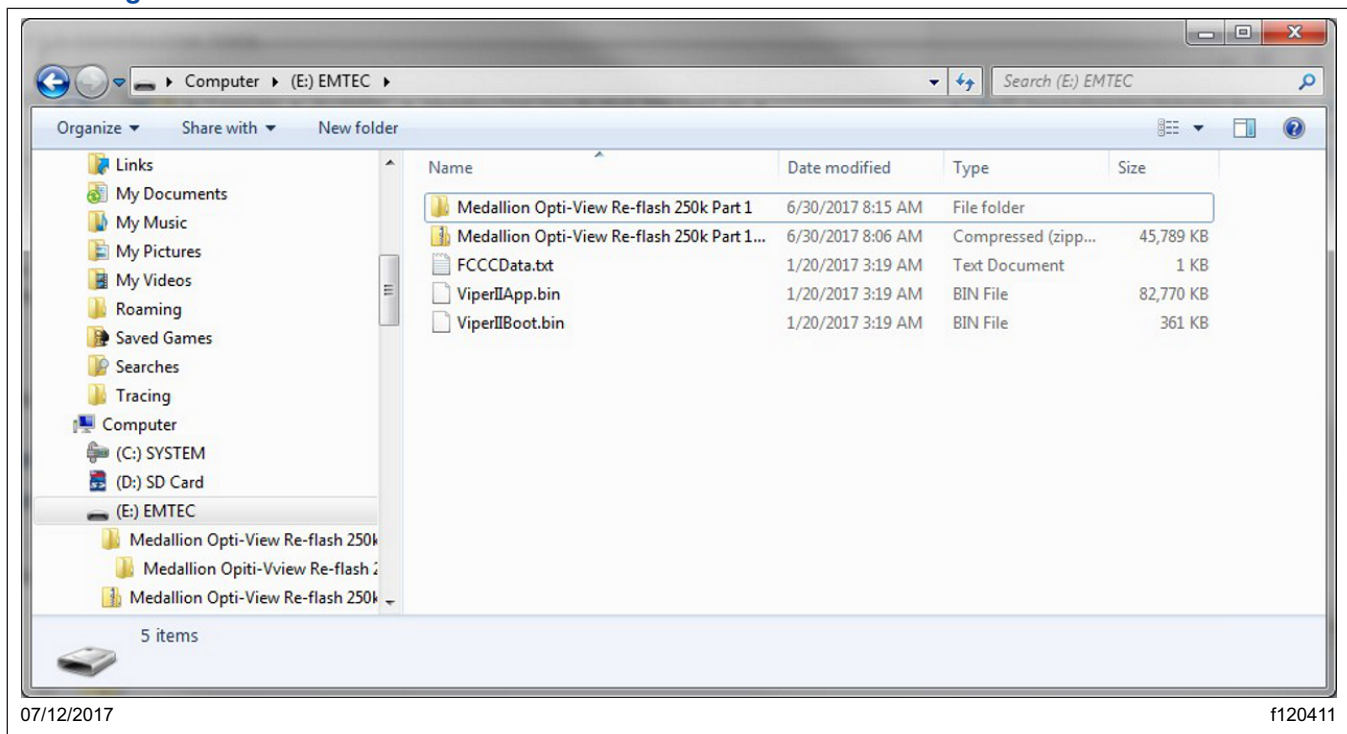 Computer ▸ (E:) EMTEC ▸
Search (E:) EMTEC
Organize ▼ Share with ▼ New folder
Links
My Documents
My Music
My Pictures
My Videos
Roaming
Saved Games
Searches
Tracing
Computer
(C:) SYSTEM
(D:) SD Card
(E:) EMTEC
Medallion Opti-View Re-flash 250k
Medallion Opiti-Vview Re-flash
Medallion Opti-View Re-flash 250k
Name Date modified Type Size
Medallion Opti-View Re-flash 250k Part 1 6/30/2017 8:15 AM File folder
Medallion Opti-View Re-flash 250k Part 1... 6/30/2017 8:06 AM Compressed (zipp... 45,789 KB
FCCCData.txt 1/20/2017 3:19 AM Text Document 1 KB
ViperIIApp.bin 1/20/2017 3:19 AM BIN File 82,770 KB
ViperIIBoot.bin 1/20/2017 3:19 AM BIN File 361 KB
5 items
07/12/2017 f120411